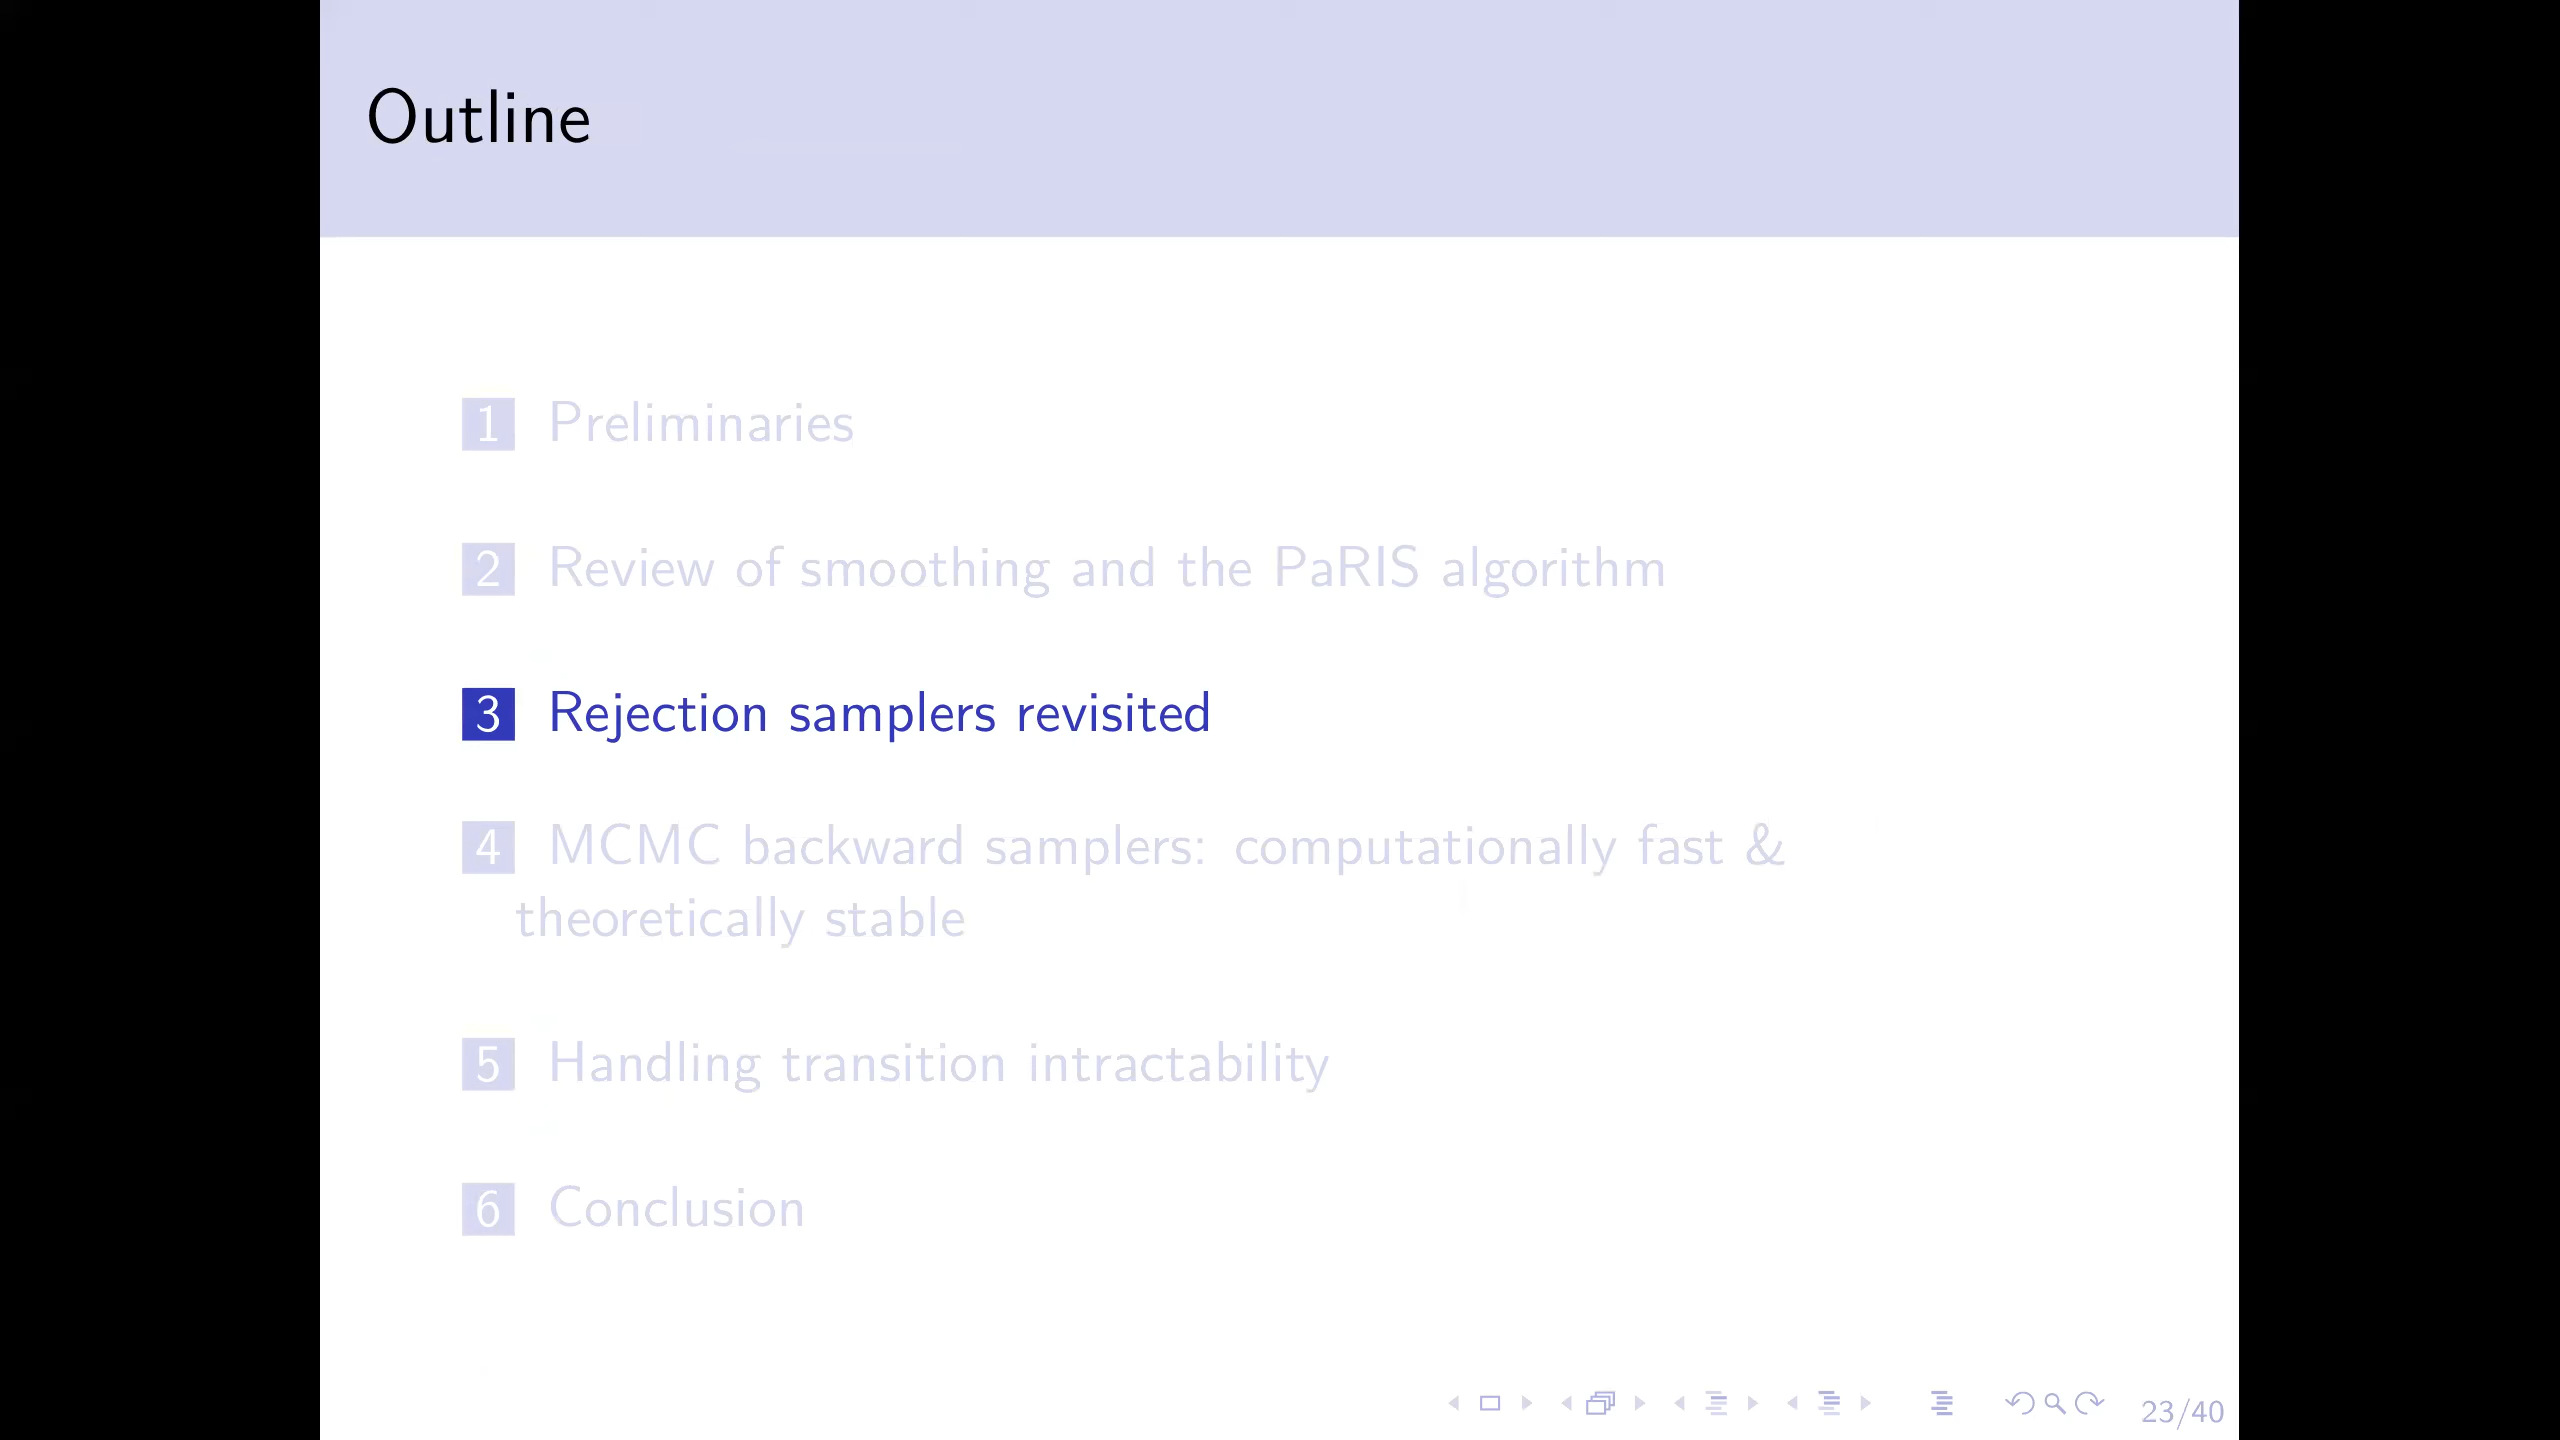 Outline
1 Preliminaries
2 Review of smoothing and the PaRIS algorithm
3 Rejection samplers revisited
4 MCMC backward samplers: computationally fast &
theoretically stable
5 Handling transition intractability
6 Conclusion
23/40